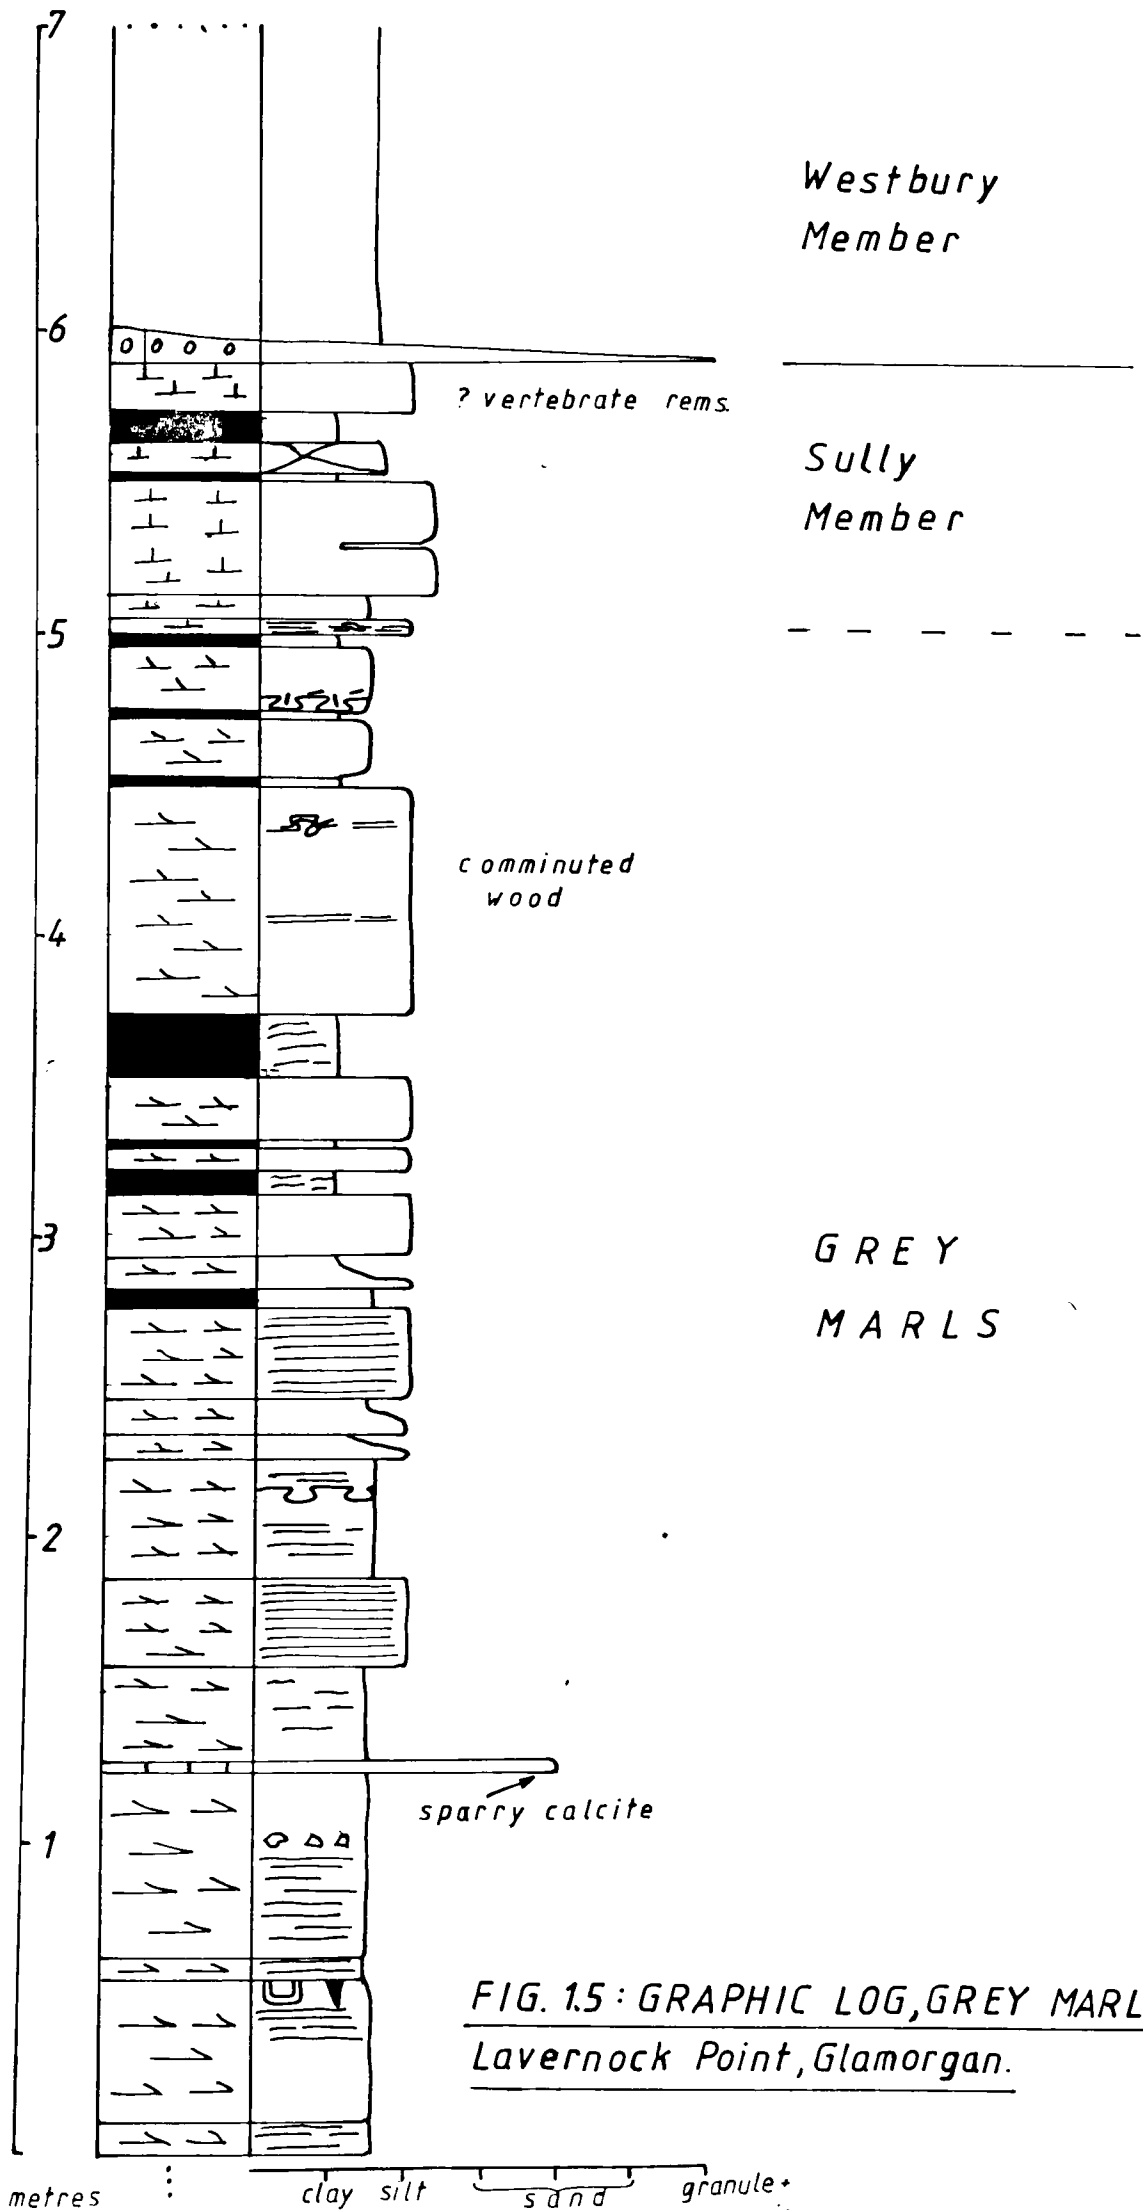 7
Westbury
Member
6
? vertebrate rems.
Sully
Member
5
comminuted
wood
4
3
GREY
MARLS
2
sparry calcite
1
FIG. 1.5 : GRAPHIC LOG, GREY MARL
Lavernock Point, Glamorgan.
metres
clay silt sand granule+